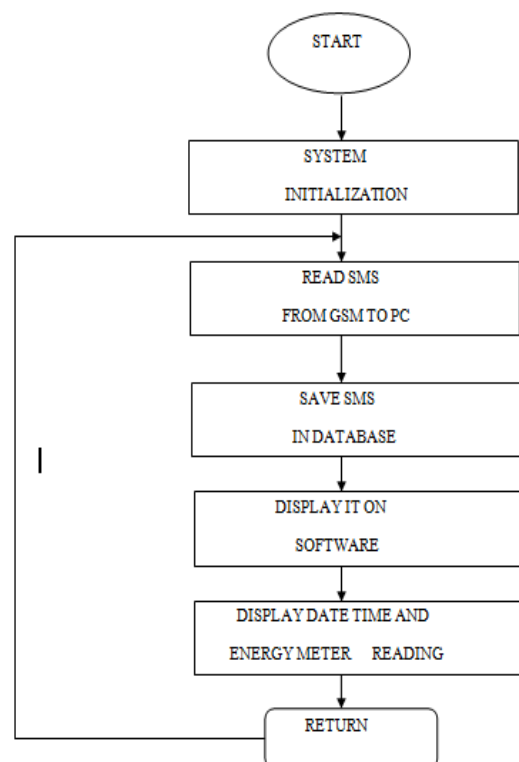 START
SYSTEM
INITIALIZATION
READ SMS
FROM GSM TO PC
SAVE SMS
IN DATABASE
DISPLAY IT ON
SOFTWARE
DISPLAY DATE TIME AND
ENERGY METER READING
RETURN